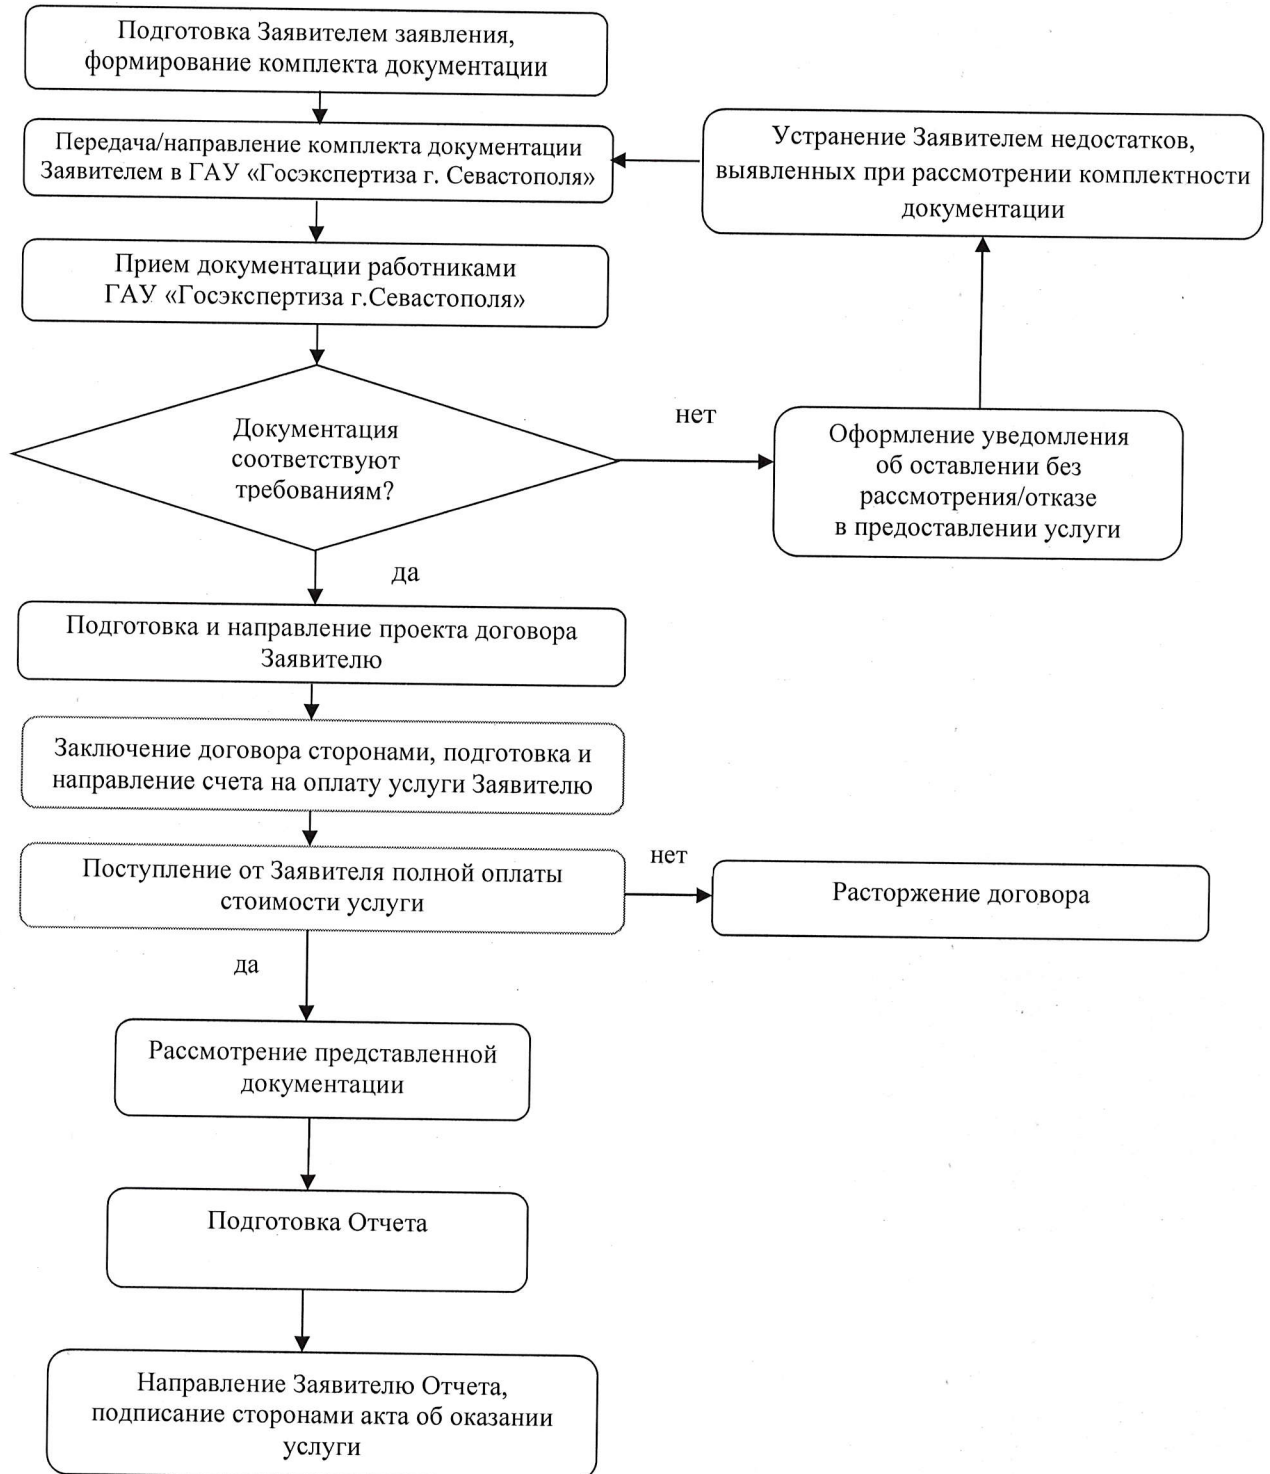 Подготовка Заявителем заявления,
формирование комплекта документации
Передача/направление комплекта документации
Заявителем в ГАУ «Госэкспертиза г. Севастополя»
Устранение Заявителем недостатков,
выявленных при рассмотрении комплектности
документации
Прием документации работниками
ГАУ «Госэкспертиза г.Севастополя»
Документация
соответствуют
требованиям?
нет
Оформление уведомления
об оставлении без
рассмотрения/отказе
в предоставлении услуги
да
Подготовка и направление проекта договора
Заявителю
Заключение договора сторонами, подготовка и
направление счета на оплату услуги Заявителю
Поступление от Заявителя полной оплаты
стоимости услуги
нет
Расторжение договора
да
Рассмотрение представленной
документации
Подготовка Отчета
Направление Заявителю Отчета,
подписание сторонами акта об оказании
услуги